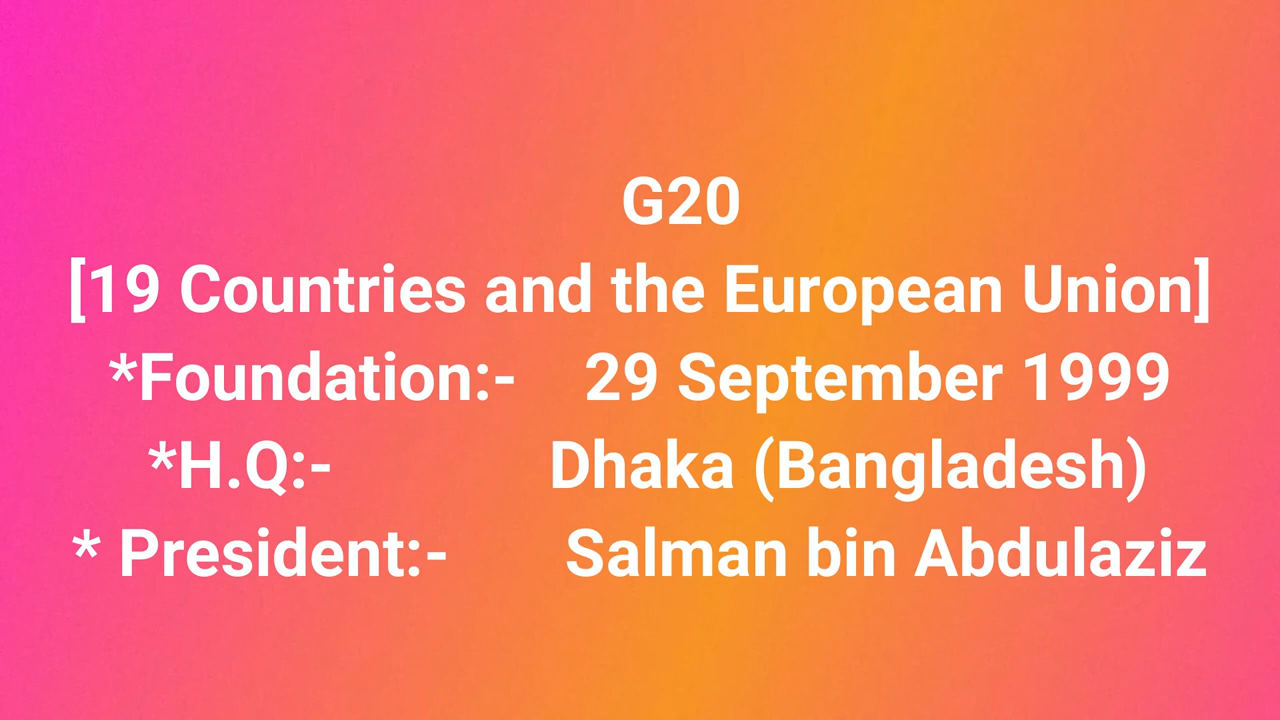 G20
[19 Countries and the European Union]
*Foundation:- 29 September 1999
*H.Q:- Dhaka (Bangladesh)
* President:- Salman bin Abdulaziz